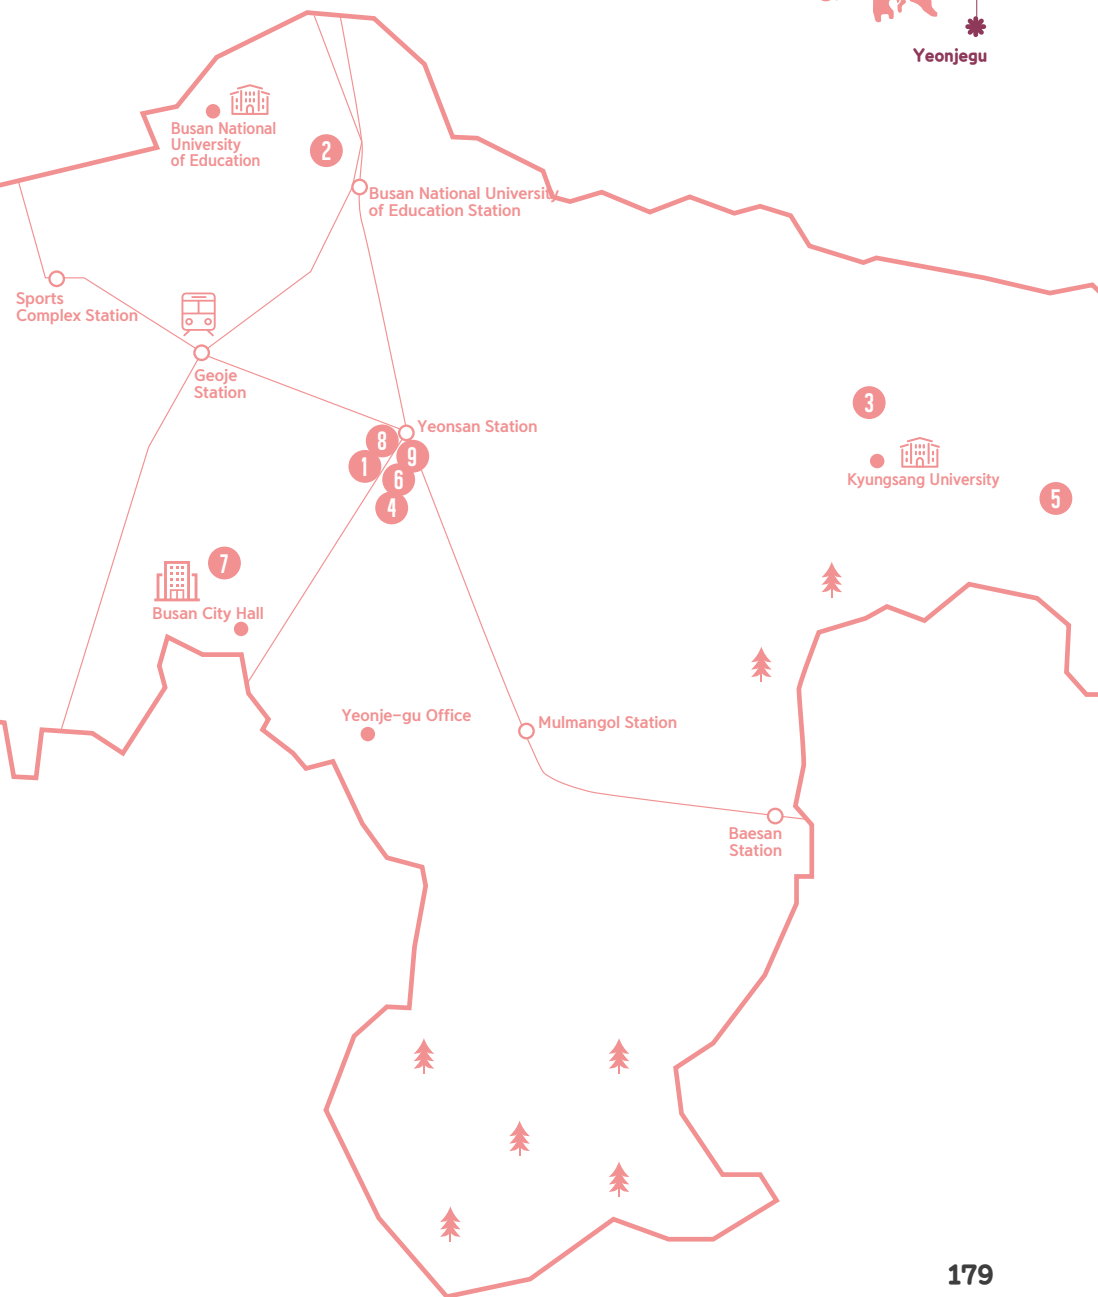 Yeonjegu
Busan National
University
of Education
2
Busan National University
of Education Station
Sports
Complex Station
Geoje
Station
3
Yeonsan Station
8
9
1
6
4
Kyungsang University
5
7
Busan City Hall
Yeonje-gu Office
Mulmangol Station
Baesan
Station
179